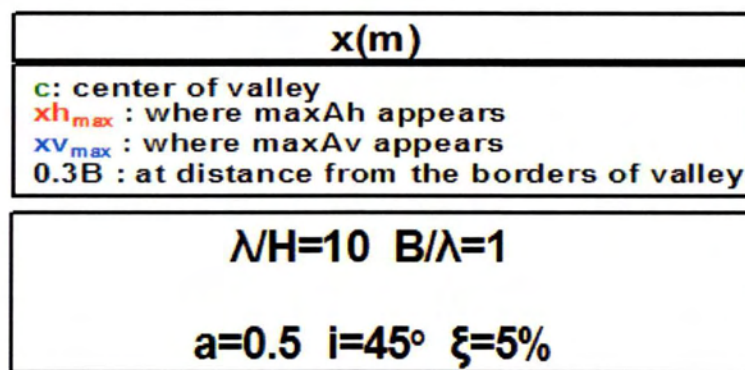 x(m)
c: center of valley
xhmax : where maxAh appears
xvmax : where maxAv appears
0.3B : at distance from the borders of valley
λ/H=10 B/λ=1
a=0.5 i=45° ξ=5%